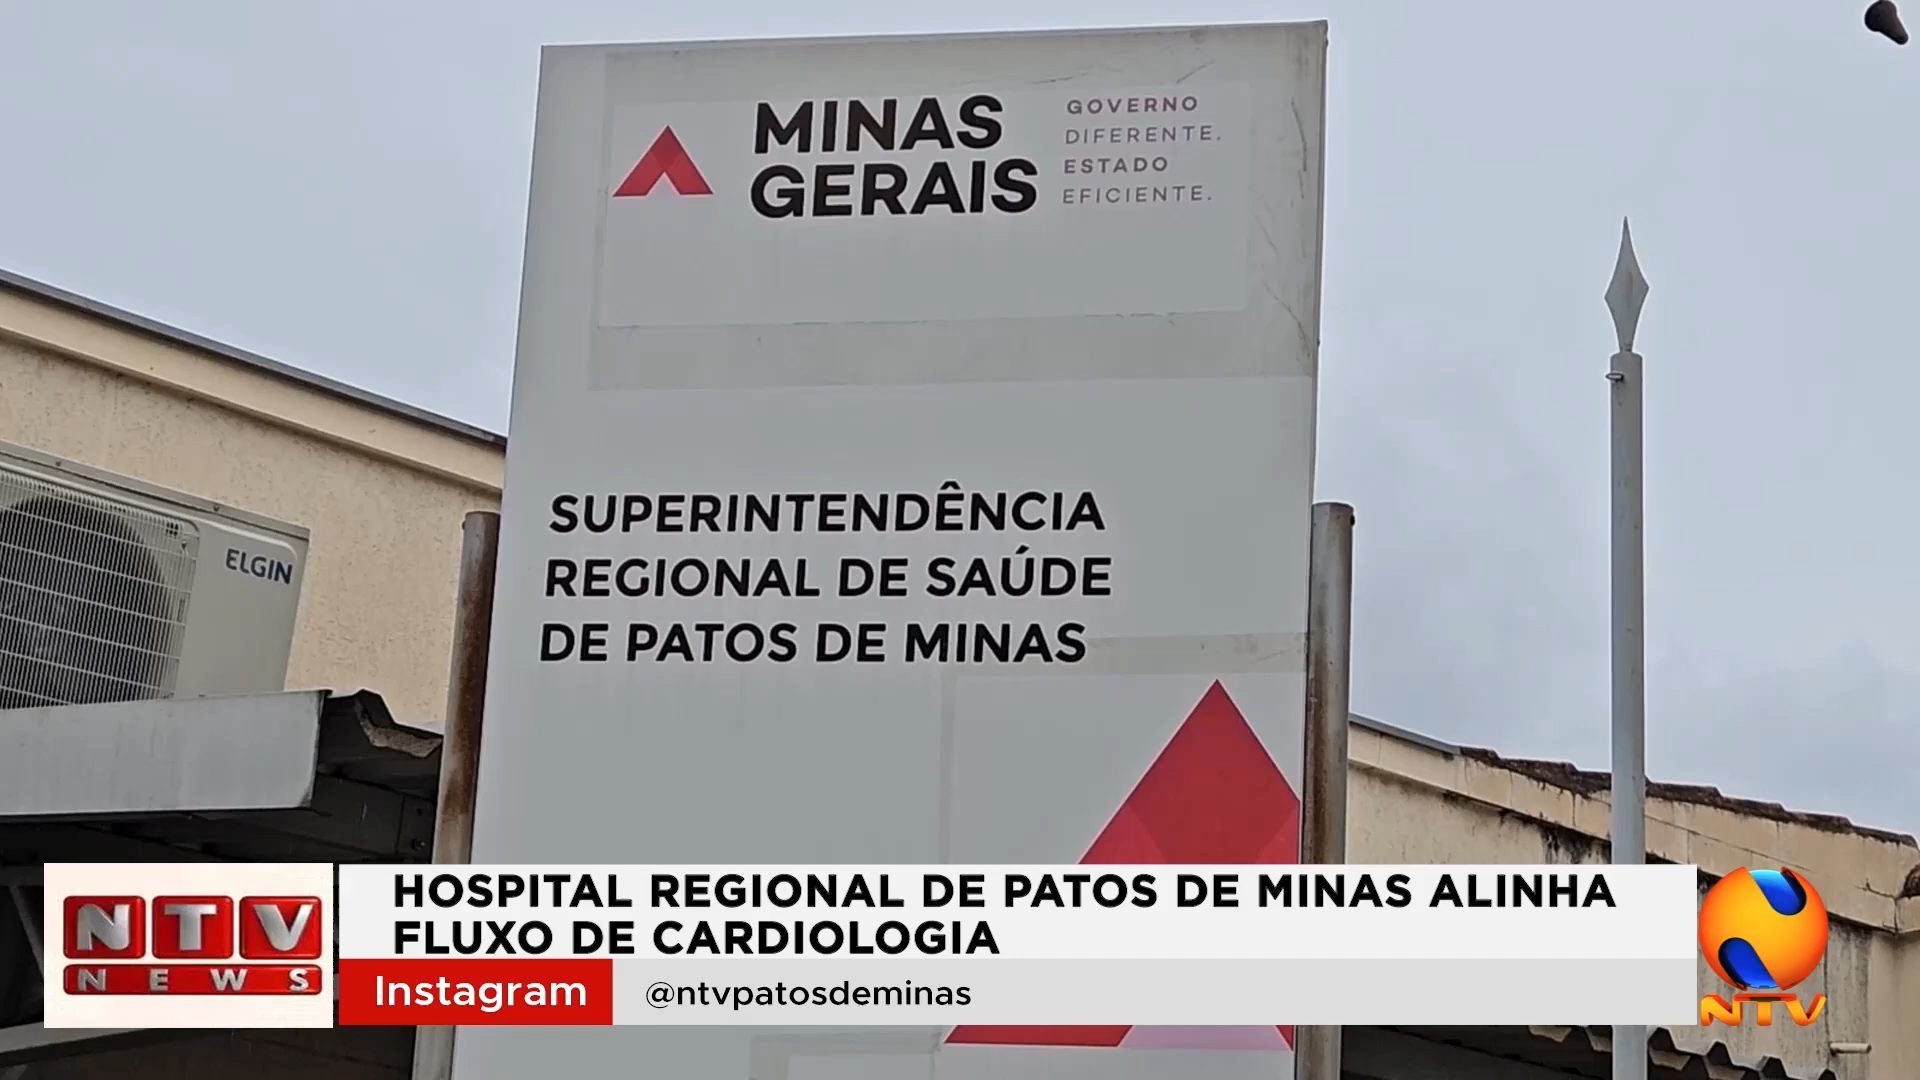 MINAS
GERAIS
GOVERNO
DIFERENTE.
ESTADO
EFICIENTE.
SUPERINTENDÊNCIA
REGIONAL DE SAÚDE
DE PATOS DE MINAS
ELGIN
NTV
NEWS
HOSPITAL REGIONAL DE PATOS DE MINAS ALINHA
FLUXO DE CARDIOLOGIA
Instagram
@ntvpatosdeminas
NTV